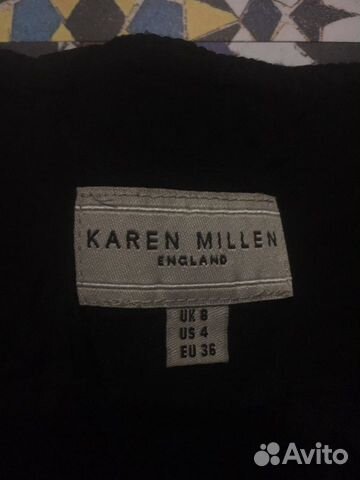 KAREN MILLEN
ENGLAND
UK 8
US 4
EU 36
Avito